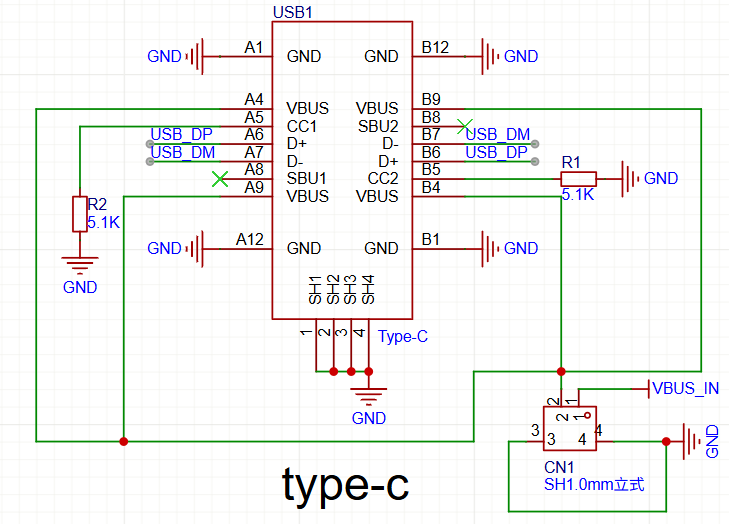 USB1
GND A1 GND GND B12 GND
A4 VBUS VBUS B9
A5 CC1 SBU2 B8
USB_DP A6 D+ D- B7 USB_DM
USB_DM A7 D- D+ B6 USB_DP
A8 SBU1 CC2 B5 R1
A9 VBUS VBUS B4 5.1K GND
R2
5.1K
GND
GND A12 GND GND B1 GND
SH1 SH2 SH3 SH4
1 2 3 4
Type-C
GND
VBUS_IN
2 1
2 1
3 3 4 4
GND
CN1
SH1.0mm立式
type-c